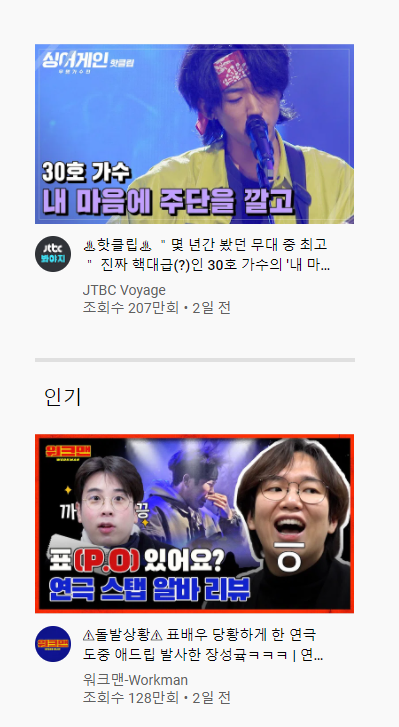 싱어게인 핫클립
무명가수전
30호 가수
내 마음에 주단을 깔고
jtbc
봐야지
♨핫클립♨ "몇 년간 봤던 무대 중 최고
" 진짜 핵대급(?)인 30호 가수의 '내 마...
JTBC Voyage
조회수 207만회 • 2일 전
인기
워크맨
WORKMAN
까 끙
ㅎ
표(P.O) 있어요?
연극 스탭 알바 리뷰
워크맨
⚠돌발상황⚠ 표배우 당황하게 한 연극
도중 애드립 발사한 장성규ㅋㅋㅋ | 연...
워크맨-Workman
조회수 128만회 • 2일 전